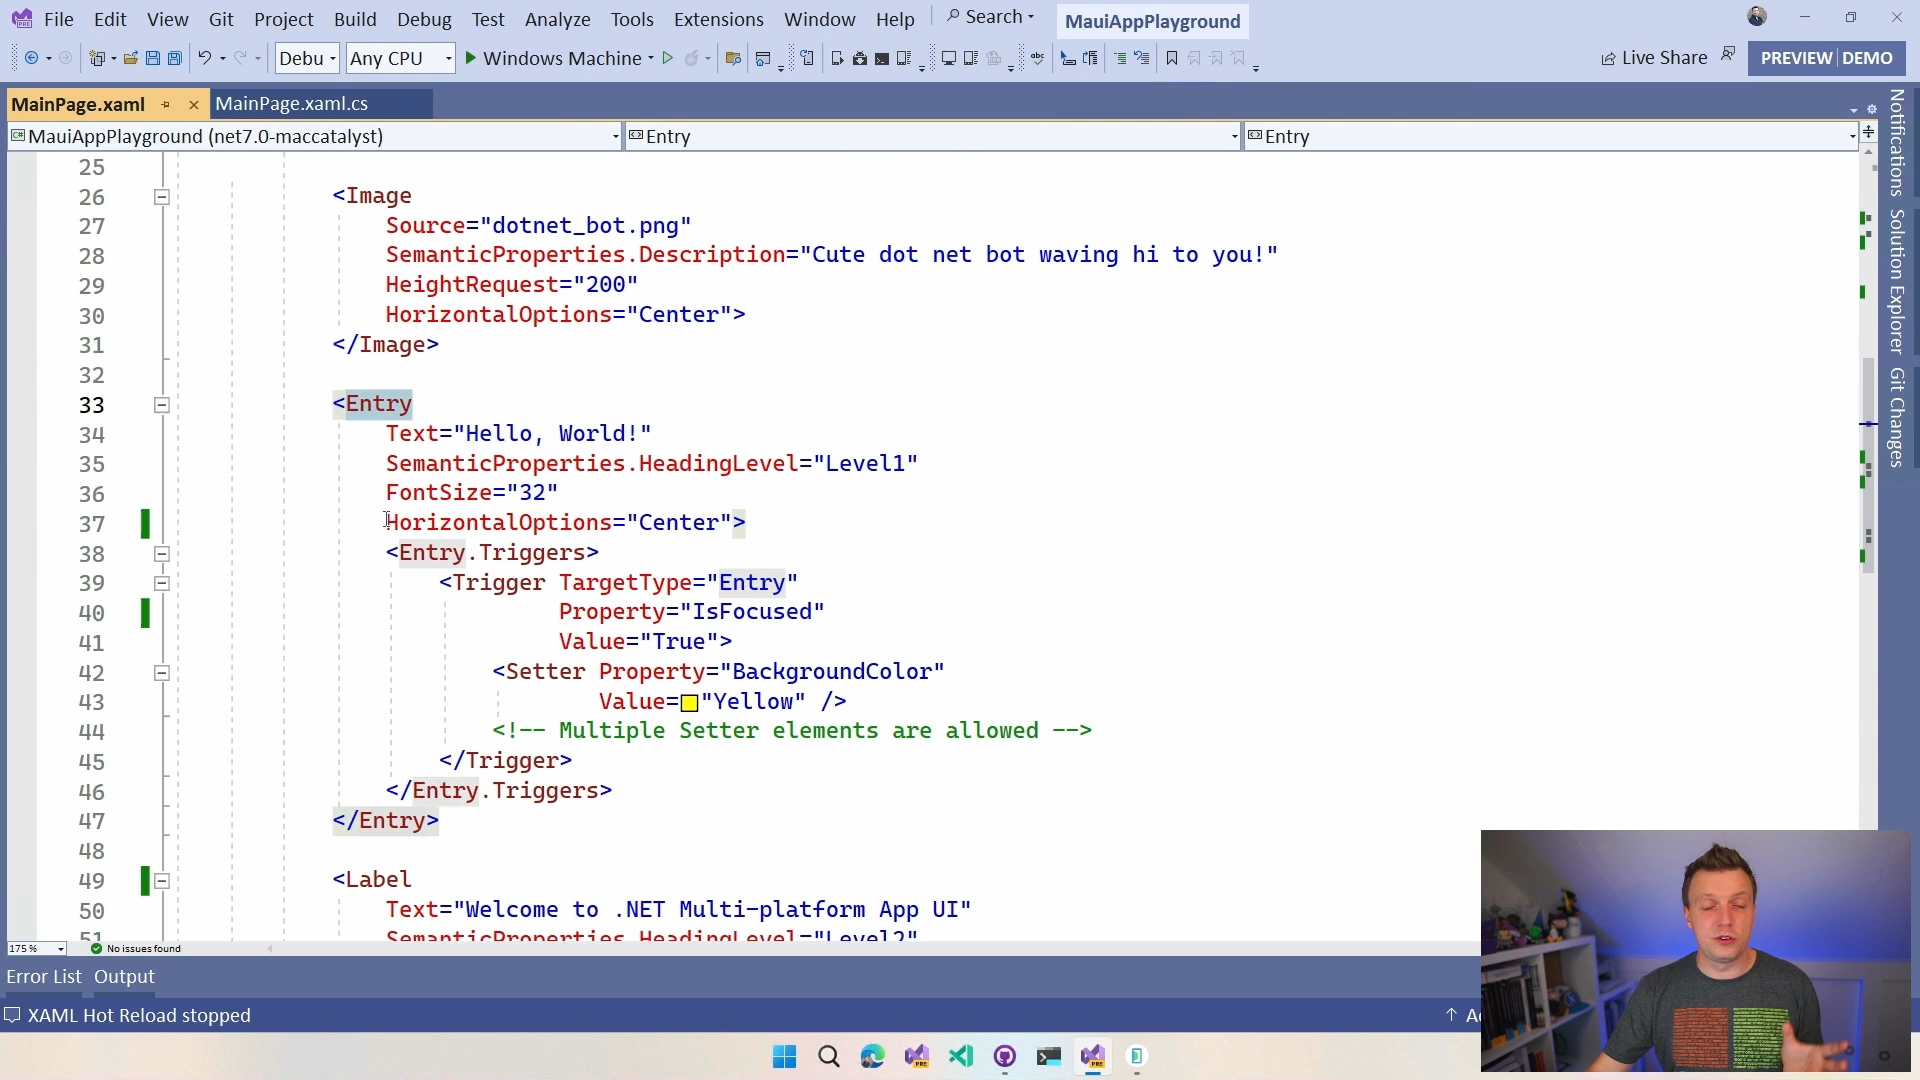 File Edit View Git Project Build Debug Test Analyze Tools Extensions Window Help Search MauiAppPlayground
Debu Any CPU Windows Machine Live Share PREVIEW DEMO
MainPage.xaml MainPage.xaml.cs
MauiAppPlayground (net7.0-maccatalyst) Entry Entry
25
26 <Image
27 Source="dotnet_bot.png"
28 SemanticProperties.Description="Cute dot net bot waving hi to you!"
29 HeightRequest="200"
30 HorizontalOptions="Center">
31 </Image>
32
33 <Entry
34 Text="Hello, World!"
35 SemanticProperties.HeadingLevel="Level1"
36 FontSize="32"
37 HorizontalOptions="Center">
38 <Entry.Triggers>
39 <Trigger TargetType="Entry"
40 Property="IsFocused"
41 Value="True">
42 <Setter Property="BackgroundColor"
43 Value="Yellow" />
44 <!-- Multiple Setter elements are allowed -->
45 </Trigger>
46 </Entry.Triggers>
47 </Entry>
48
49 <Label
50 Text="Welcome to .NET Multi-platform App UI"
51 SemanticProperties.HeadingLevel="Level2"
175 % No issues found
Error List Output
XAML Hot Reload stopped
Notifications
Solution Explorer
Git Changes